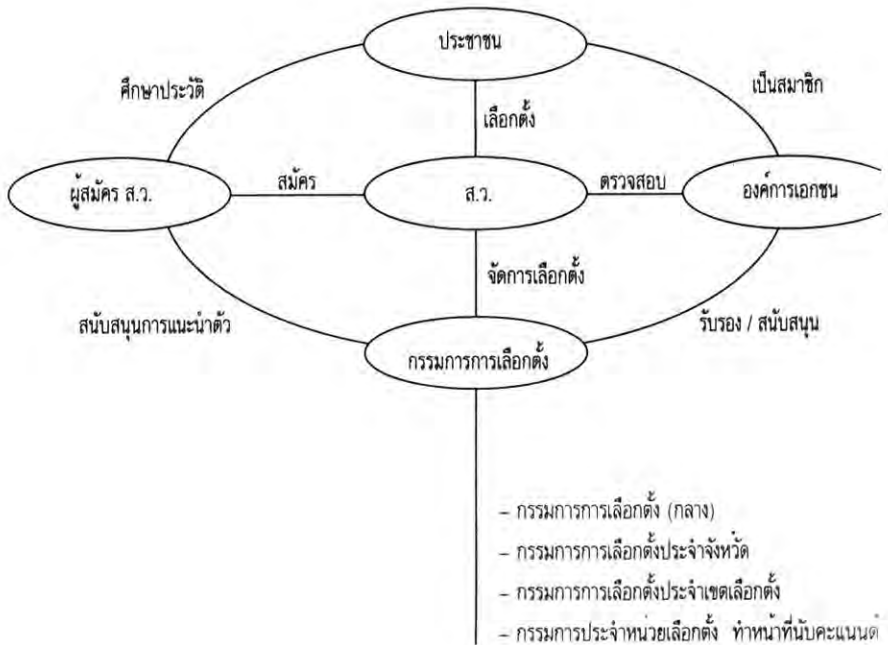 ประชาชน
ศึกษาประวัติ
เป็นสมาชิก
เลือกตั้ง
ผู้สมัคร ส.ว.
สมัคร
ส.ว.
ตรวจสอบ
องค์การเอกชน
จัดการเลือกตั้ง
สนับสนุนการแนะนำตัว
รับรอง / สนับสนุน
กรรมการการเลือกตั้ง
– กรรมการการเลือกตั้ง (กลาง)
– กรรมการการเลือกตั้งประจำจังหวัด
– กรรมการการเลือกตั้งประจำเขตเลือกตั้ง
– กรรมการประจำหน่วยเลือกตั้ง ทำหน้าที่นับคะแนน